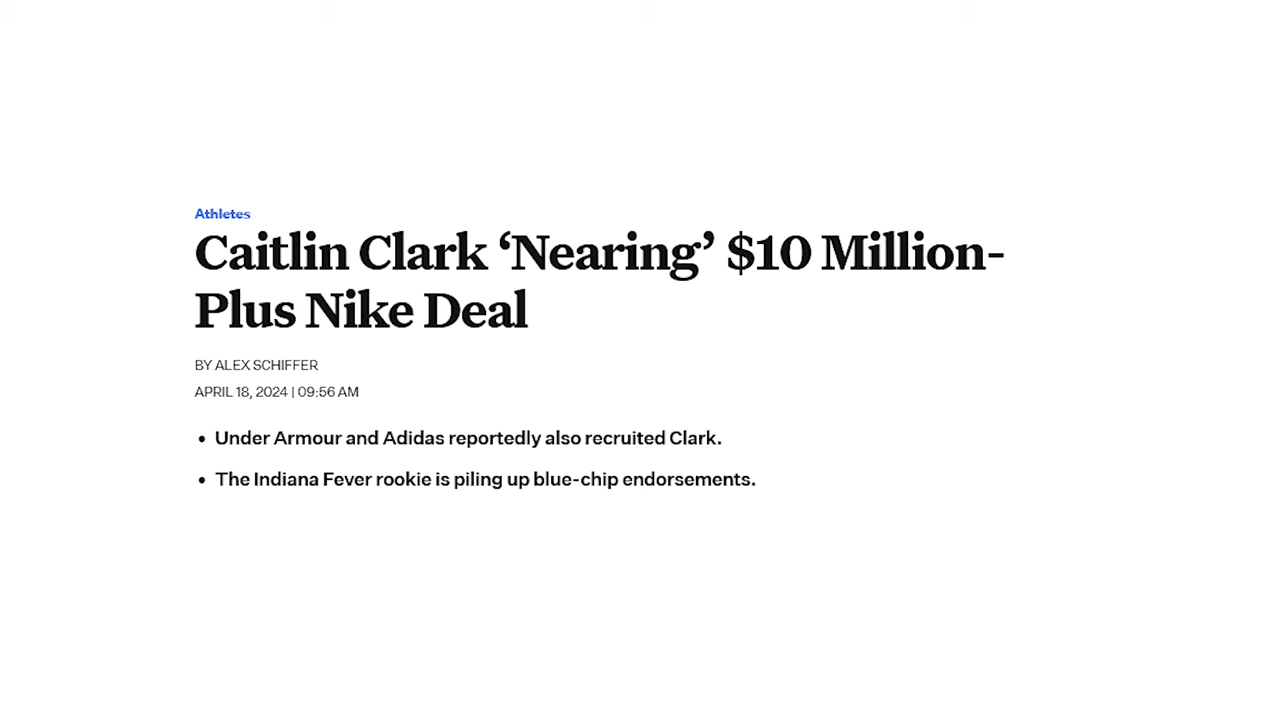 Athletes
Caitlin Clark ‘Nearing’ $10 Million-
Plus Nike Deal
BY ALEX SCHIFFER
APRIL 18, 2024 | 09:56 AM
• Under Armour and Adidas reportedly also recruited Clark.
• The Indiana Fever rookie is piling up blue-chip endorsements.